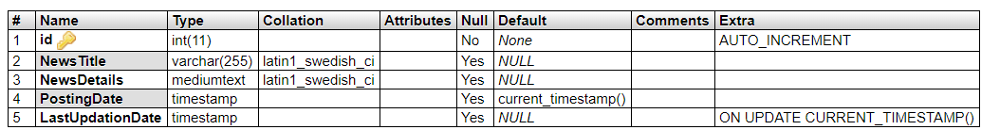 # Name Type Collation Attributes Null Default Comments Extra
1 id int(11) No None AUTO_INCREMENT
2 NewsTitle varchar(255) latin1_swedish_ci Yes NULL
3 NewsDetails mediumtext latin1_swedish_ci Yes NULL
4 PostingDate timestamp Yes current_timestamp()
5 LastUpdationDate timestamp Yes NULL ON UPDATE CURRENT_TIMESTAMP()